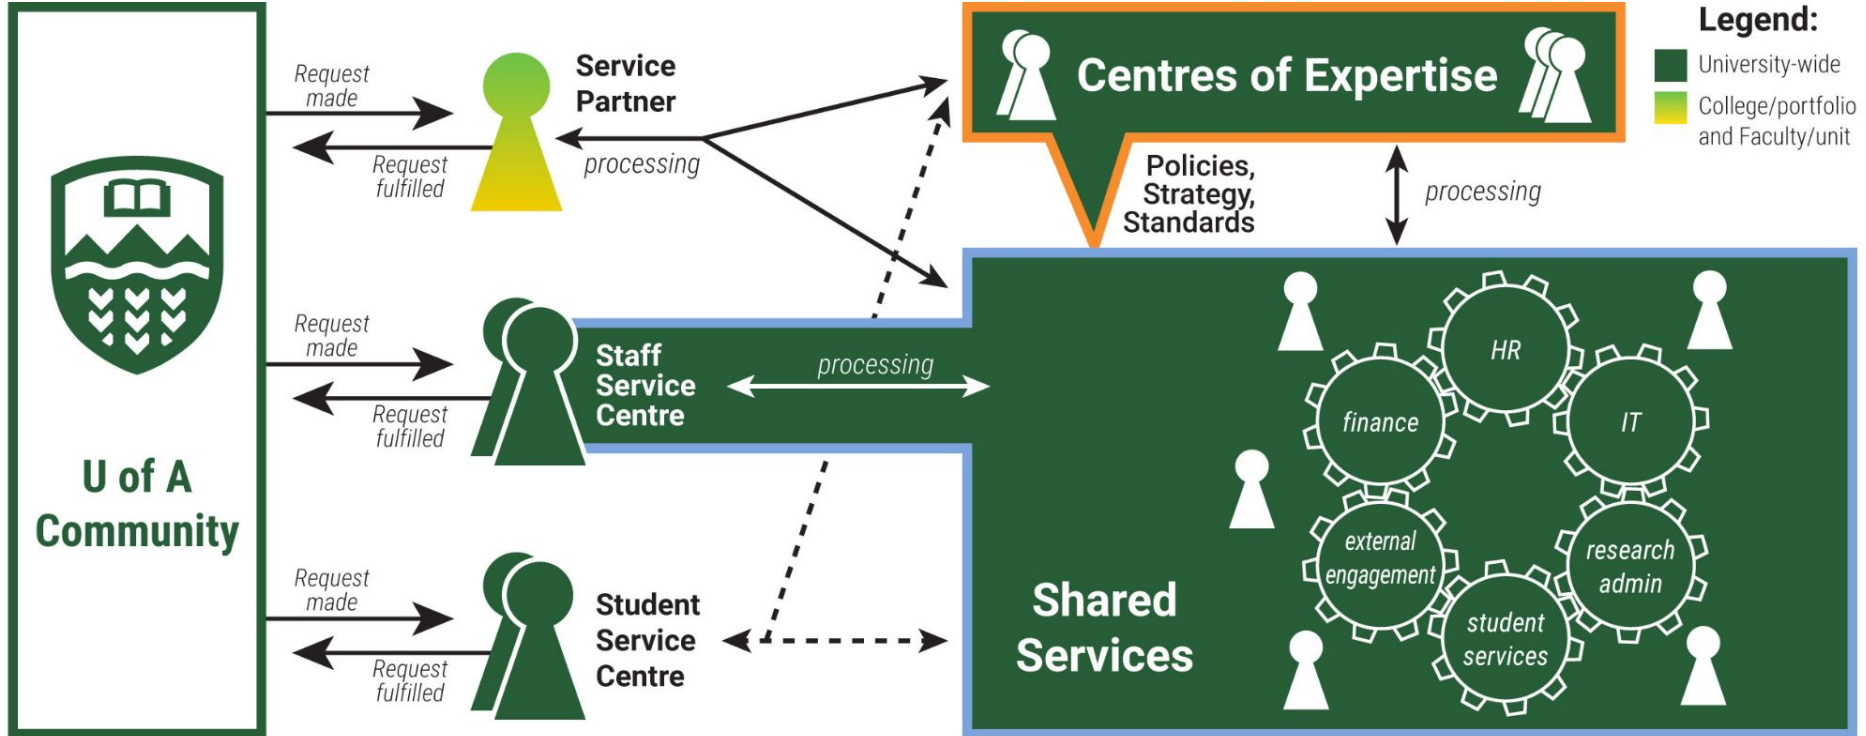 U of A
Community
Request
made
Request
fulfilled
Service
Partner
processing
Request
made
Request
fulfilled
Staff
Service
Centre
processing
Request
made
Request
fulfilled
Student
Service
Centre
Centres of Expertise
Policies,
Strategy,
Standards
processing
Shared
Services
HR
finance
IT
external
engagement
research
admin
student
services
Legend:
University-wide
College/portfolio
and Faculty/unit